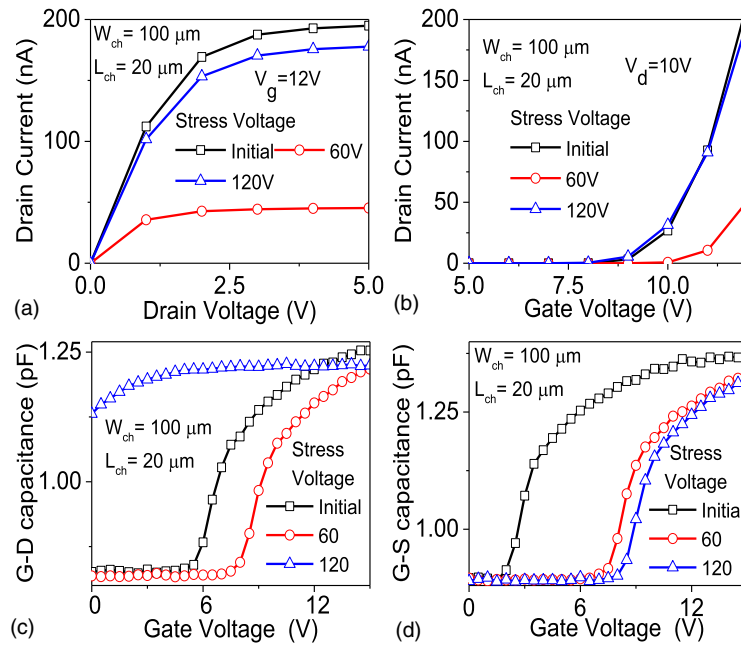 200
150
100
50
0
Drain Current (nA)
W_ch = 100 μm
L_ch = 20 μm
V_g=12V
Stress Voltage
Initial
60V
120V
0.0 2.5 5.0
Drain Voltage (V)
(a)
200
150
100
50
0
Drain Current (nA)
W_ch = 100 μm
L_ch = 20 μm
V_d=10V
Stress Voltage
Initial
60V
120V
5.0 7.5 10.0
Gate Voltage (V)
(b)
1.25
1.00
G-D capacitance (pF)
W_ch = 100 μm
L_ch = 20 μm
Stress
Voltage
Initial
60
120
0 6 12
Gate Voltage (V)
(c)
1.25
1.00
G-S capacitance (pF)
W_ch = 100 μm
L_ch = 20 μm
Stress
Voltage
Initial
60
120
0 6 12
Gate Voltage (V)
(d)